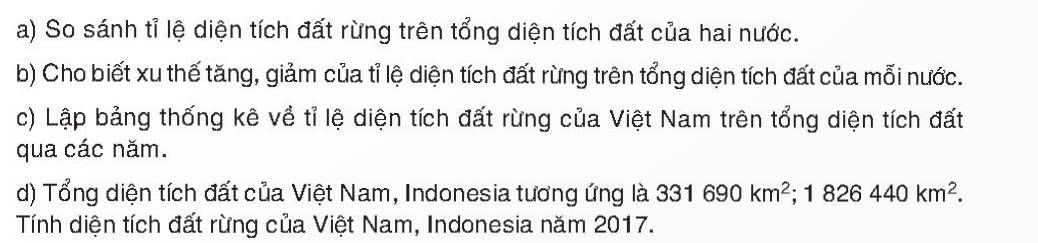 a) So sánh tỉ lệ diện tích đất rừng trên tổng diện tích đất của hai nước.
b) Cho biết xu thế tăng, giảm của tỉ lệ diện tích đất rừng trên tổng diện tích đất của mỗi nước.
c) Lập bảng thống kê về tỉ lệ diện tích đất rừng của Việt Nam trên tổng diện tích đất
qua các năm.
d) Tổng diện tích đất của Việt Nam, Indonesia tương ứng là 331 690 km²; 1 826 440 km².
Tính diện tích đất rừng của Việt Nam, Indonesia năm 2017.